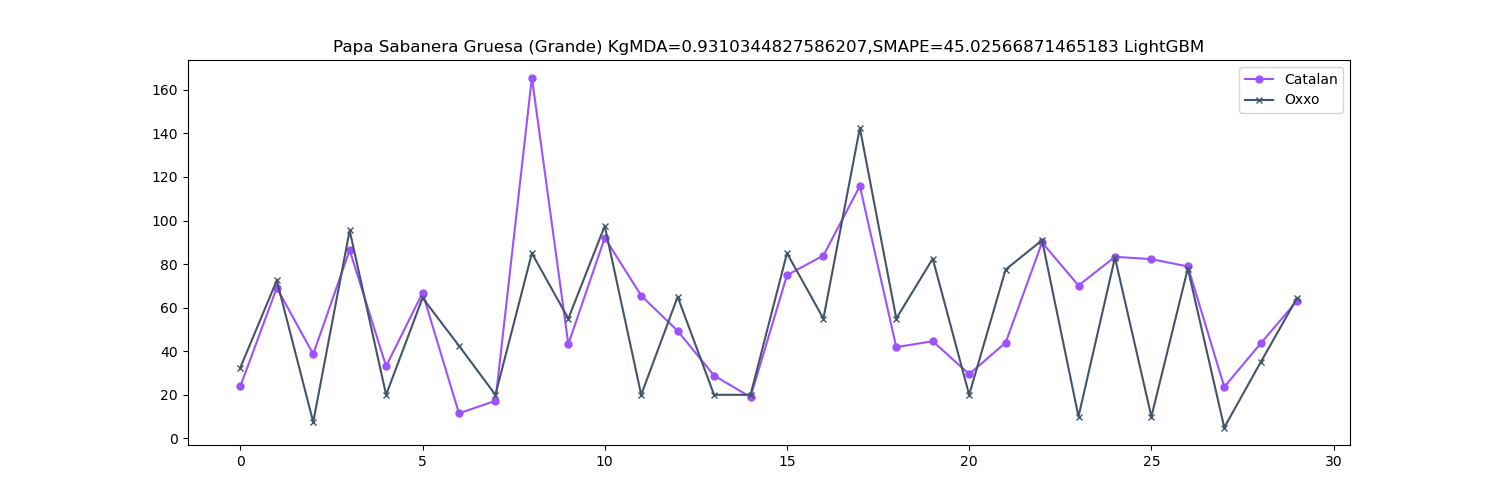 Papa Sabanera Gruesa (Grande) KgMDA=0.9310344827586207,SMAPE=45.02566871465183 LightGBM
Catalan
Oxxo
160
140
120
100
80
60
40
20
0
0 5 10 15 20 25 30